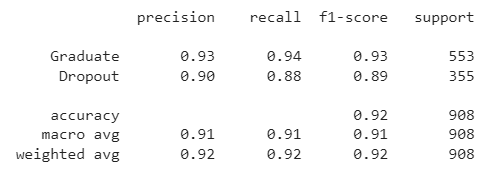 precision recall f1-score support
Graduate 0.93 0.94 0.93 553
Dropout 0.90 0.88 0.89 355
accuracy 0.92 908
macro avg 0.91 0.91 0.91 908
weighted avg 0.92 0.92 0.92 908